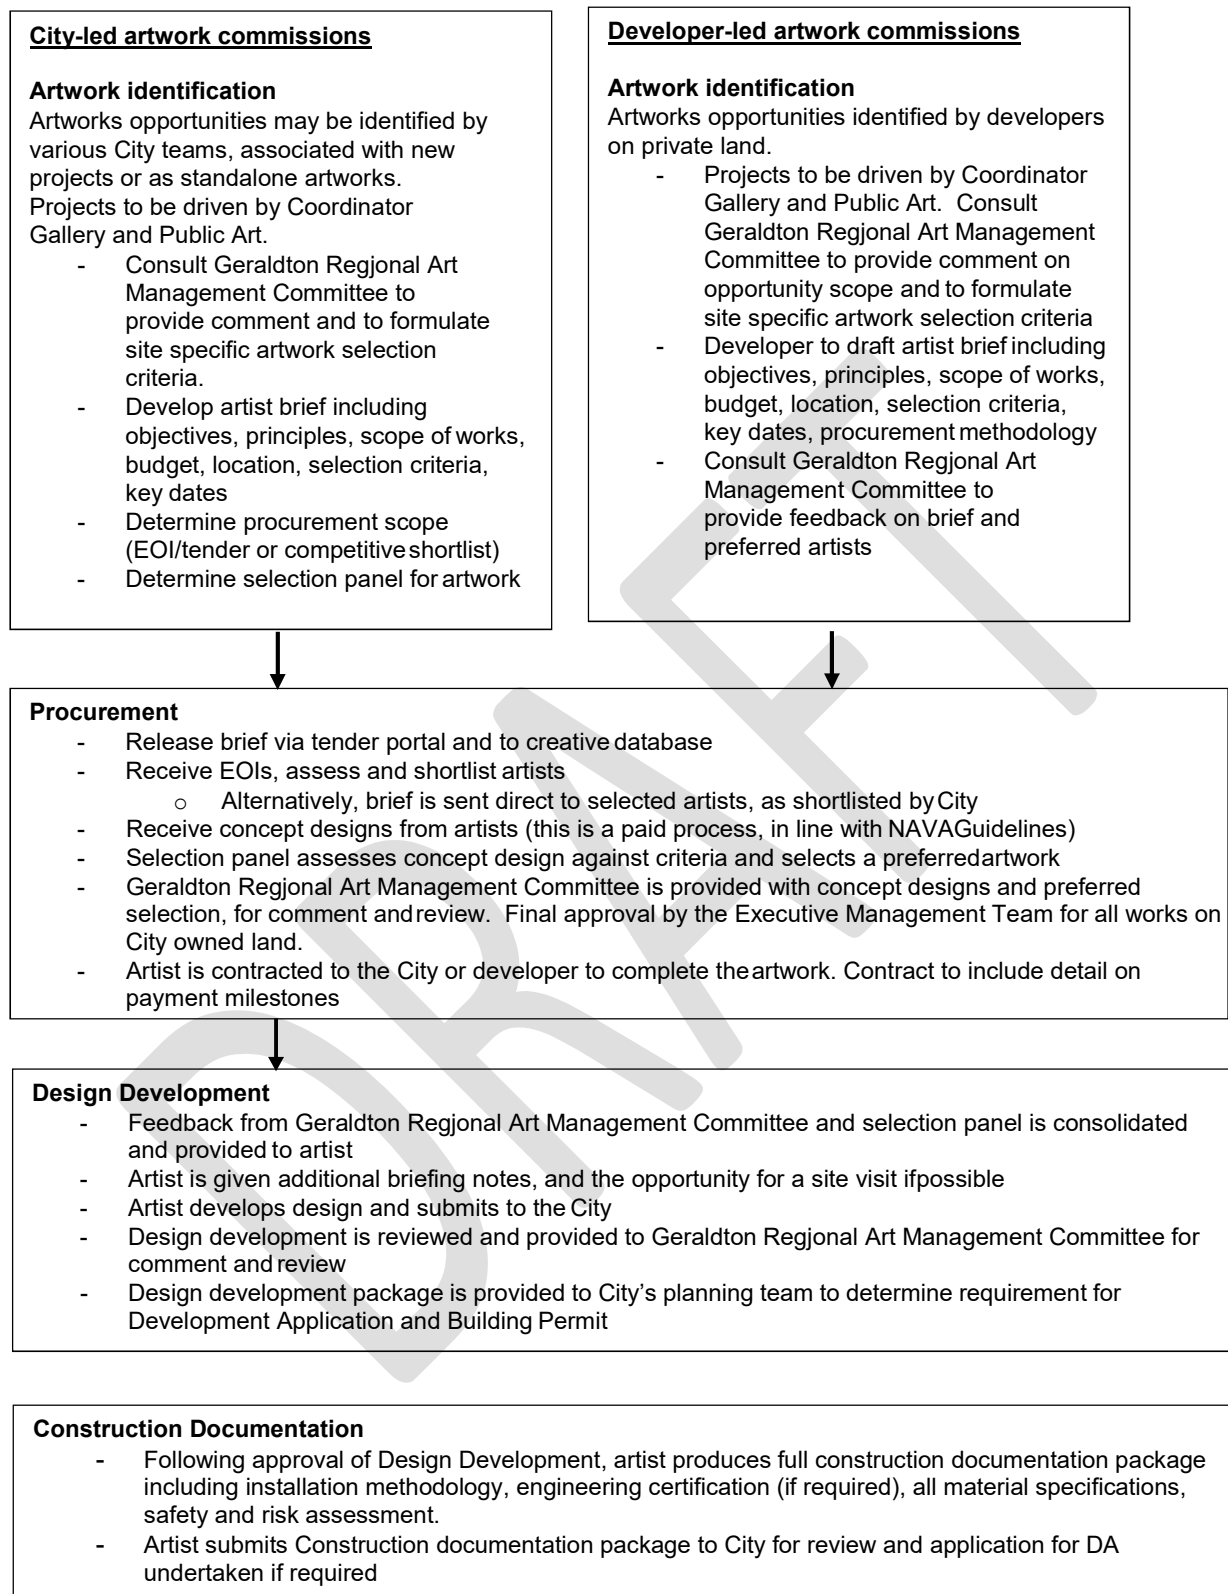 City-led artwork commissions
Artwork identification
Artworks opportunities may be identified by
various City teams, associated with new
projects or as standalone artworks.
Projects to be driven by Coordinator
Gallery and Public Art.
- Consult Geraldton Regjonal Art
Management Committee to
provide comment and to formulate
site specific artwork selection
criteria.
- Develop artist brief including
objectives, principles, scope of works,
budget, location, selection criteria,
key dates
- Determine procurement scope
(EOI/tender or competitive shortlist)
- Determine selection panel for artwork
Developer-led artwork commissions
Artwork identification
Artworks opportunities identified by developers
on private land.
- Projects to be driven by Coordinator
Gallery and Public Art. Consult
Geraldton Regjonal Art Management
Committee to provide comment on
opportunity scope and to formulate
site specific artwork selection criteria
- Developer to draft artist brief including
objectives, principles, scope of works,
budget, location, selection criteria,
key dates, procurement methodology
- Consult Geraldton Regjonal Art
Management Committee to
provide feedback on brief and
preferred artists
Procurement
- Release brief via tender portal and to creative database
- Receive EOIs, assess and shortlist artists
o Alternatively, brief is sent direct to selected artists, as shortlisted by City
- Receive concept designs from artists (this is a paid process, in line with NAVAGuidelines)
- Selection panel assesses concept design against criteria and selects a preferredartwork
- Geraldton Regjonal Art Management Committee is provided with concept designs and preferred
selection, for comment andreview. Final approval by the Executive Management Team for all works on
City owned land.
- Artist is contracted to the City or developer to complete theartwork. Contract to include detail on
payment milestones
Design Development
- Feedback from Geraldton Regjonal Art Management Committee and selection panel is consolidated
and provided to artist
- Artist is given additional briefing notes, and the opportunity for a site visit ifpossible
- Artist develops design and submits to the City
- Design development is reviewed and provided to Geraldton Regjonal Art Management Committee for
comment and review
- Design development package is provided to City's planning team to determine requirement for
Development Application and Building Permit
Construction Documentation
- Following approval of Design Development, artist produces full construction documentation package
including installation methodology, engineering certification (if required), all material specifications,
safety and risk assessment.
- Artist submits Construction documentation package to City for review and application for DA
undertaken if required
DRAFT